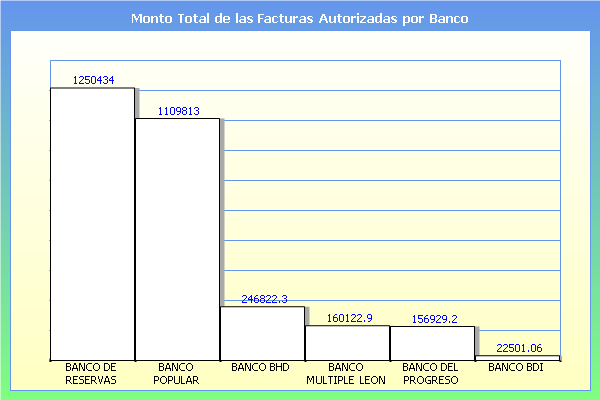 Monto Total de las Facturas Autorizadas por Banco
1250434
1109813
246822.3
160122.9
156929.2
22501.06
BANCO DE
RESERVAS
BANCO
POPULAR
BANCO BHD
BANCO
MULTIPLE LEON
BANCO DEL
PROGRESO
BANCO BDI